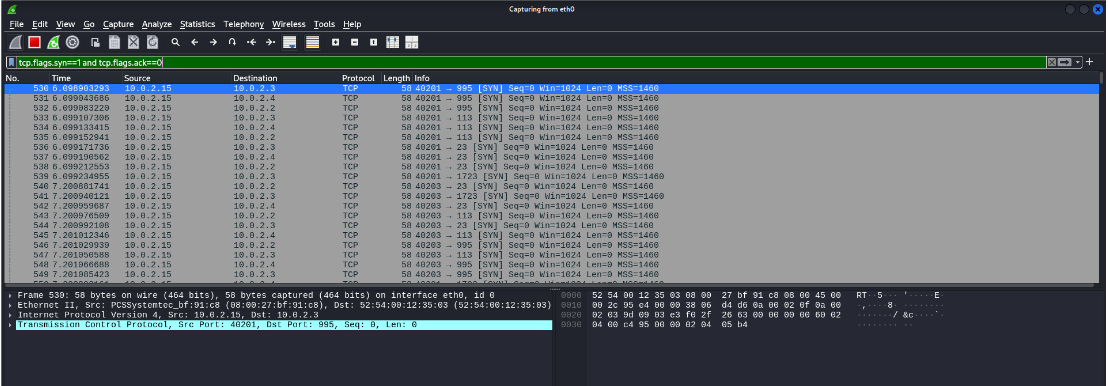 Capturing from eth0
File Edit View Go Capture Analyze Statistics Telephony Wireless Tools Help
tcp.flags.syn==1 and tcp.flags.ack==0
No. Time Source Destination Protocol Length Info
530 6.098903293 10.0.2.15 10.0.2.3 TCP 58 40201 → 995 [SYN] Seq=0 Win=1024 Len=0 MSS=1460
531 6.099043686 10.0.2.15 10.0.2.4 TCP 58 40201 → 995 [SYN] Seq=0 Win=1024 Len=0 MSS=1460
532 6.099083220 10.0.2.15 10.0.2.2 TCP 58 40201 → 995 [SYN] Seq=0 Win=1024 Len=0 MSS=1460
533 6.099107306 10.0.2.15 10.0.2.3 TCP 58 40201 → 113 [SYN] Seq=0 Win=1024 Len=0 MSS=1460
534 6.099133415 10.0.2.15 10.0.2.4 TCP 58 40201 → 113 [SYN] Seq=0 Win=1024 Len=0 MSS=1460
535 6.099152941 10.0.2.15 10.0.2.2 TCP 58 40201 → 113 [SYN] Seq=0 Win=1024 Len=0 MSS=1460
536 6.099171736 10.0.2.15 10.0.2.3 TCP 58 40201 → 23 [SYN] Seq=0 Win=1024 Len=0 MSS=1460
537 6.099190562 10.0.2.15 10.0.2.4 TCP 58 40201 → 23 [SYN] Seq=0 Win=1024 Len=0 MSS=1460
538 6.099212553 10.0.2.15 10.0.2.2 TCP 58 40201 → 23 [SYN] Seq=0 Win=1024 Len=0 MSS=1460
539 6.099234955 10.0.2.15 10.0.2.3 TCP 58 40201 → 1723 [SYN] Seq=0 Win=1024 Len=0 MSS=1460
540 7.200681741 10.0.2.15 10.0.2.2 TCP 58 40203 → 23 [SYN] Seq=0 Win=1024 Len=0 MSS=1460
541 7.200940121 10.0.2.15 10.0.2.3 TCP 58 40203 → 1723 [SYN] Seq=0 Win=1024 Len=0 MSS=1460
542 7.200959687 10.0.2.15 10.0.2.4 TCP 58 40203 → 23 [SYN] Seq=0 Win=1024 Len=0 MSS=1460
543 7.200976509 10.0.2.15 10.0.2.2 TCP 58 40203 → 113 [SYN] Seq=0 Win=1024 Len=0 MSS=1460
544 7.200992108 10.0.2.15 10.0.2.3 TCP 58 40203 → 23 [SYN] Seq=0 Win=1024 Len=0 MSS=1460
545 7.201012346 10.0.2.15 10.0.2.4 TCP 58 40203 → 113 [SYN] Seq=0 Win=1024 Len=0 MSS=1460
546 7.201029939 10.0.2.15 10.0.2.2 TCP 58 40203 → 995 [SYN] Seq=0 Win=1024 Len=0 MSS=1460
547 7.201050588 10.0.2.15 10.0.2.3 TCP 58 40203 → 113 [SYN] Seq=0 Win=1024 Len=0 MSS=1460
548 7.201066688 10.0.2.15 10.0.2.4 TCP 58 40203 → 995 [SYN] Seq=0 Win=1024 Len=0 MSS=1460
549 7.201085423 10.0.2.15 10.0.2.3 TCP 58 40203 → 995 [SYN] Seq=0 Win=1024 Len=0 MSS=1460
Frame 530: 58 bytes on wire (464 bits), 58 bytes captured (464 bits) on interface eth0, id 0
Ethernet II, Src: PCSSystemtec_bf:91:c8 (08:00:27:bf:91:c8), Dst: 52:54:00:12:35:03 (52:54:00:12:35:03)
Internet Protocol Version 4, Src: 10.0.2.15, Dst: 10.0.2.3
Transmission Control Protocol, Src Port: 40201, Dst Port: 995, Seq: 0, Len: 0
0000 52 54 00 12 35 03 08 00 27 bf 91 c8 08 00 45 00 RT··5···'·····E·
0010 00 2c 95 e4 00 00 38 06 d4 d6 0a 00 02 0f 0a 00 ·,····8·········
0020 02 03 9d 09 03 e3 f0 2f 26 63 00 00 00 00 60 02 ·······/&c····`·
0030 04 00 c4 95 00 00 02 04 05 b4 ··········